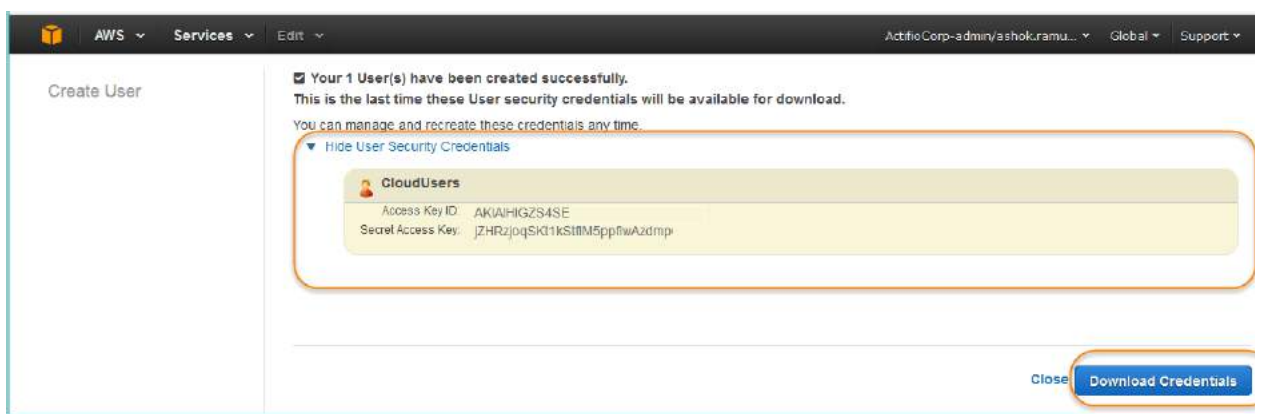 AWS Services Edit ActifioCorp-admin/ashok.ramu... Global Support
Create User
Your 1 User(s) have been created successfully.
This is the last time these User security credentials will be available for download.
You can manage and recreate these credentials any time.
Hide User Security Credentials
CloudUsers
Access Key ID: AKIAIHIGZS4SE
Secret Access Key:
Close Download Credentials